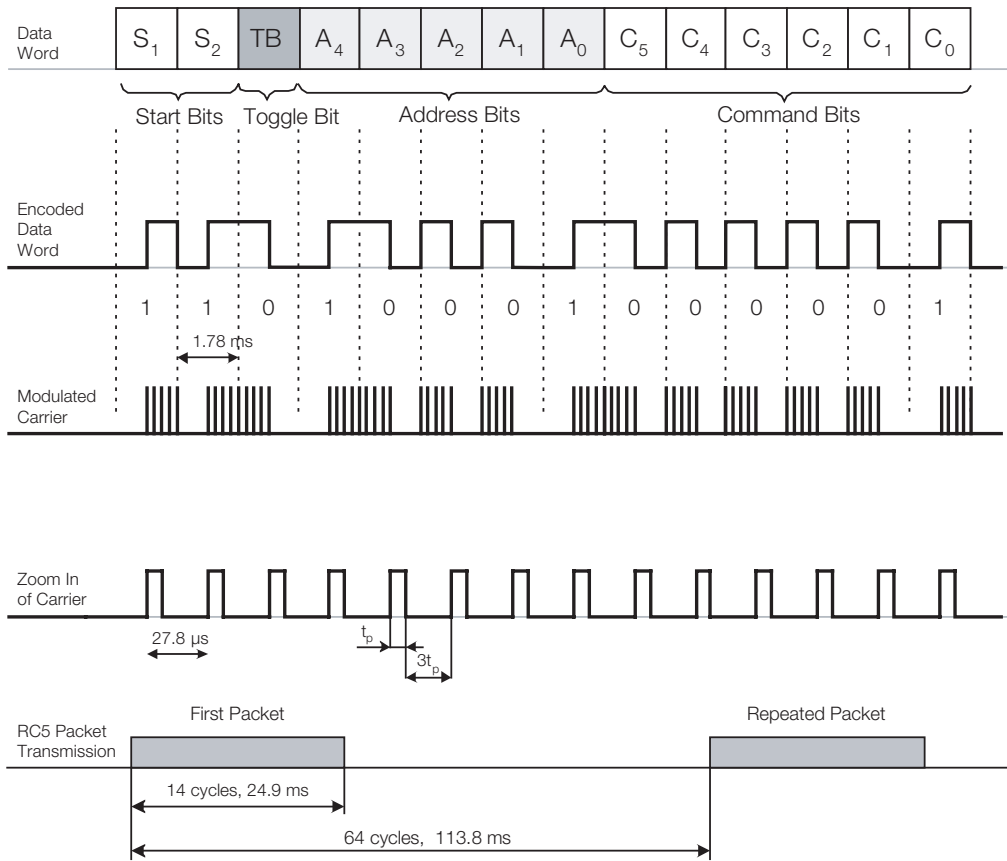 Data
Word
S₁ S₂ TB A₄ A₃ A₂ A₁ A₀ C₅ C₄ C₃ C₂ C₁ C₀
Start Bits Toggle Bit Address Bits Command Bits
Encoded
Data
Word
1 1 0 1 0 0 0 1 0 0 0 0 0 1
1.78 ms
Modulated
Carrier
Zoom In
of Carrier
27.8 µs
tₚ
3tₚ
First Packet
Repeated Packet
RC5 Packet
Transmission
14 cycles, 24.9 ms
64 cycles, 113.8 ms